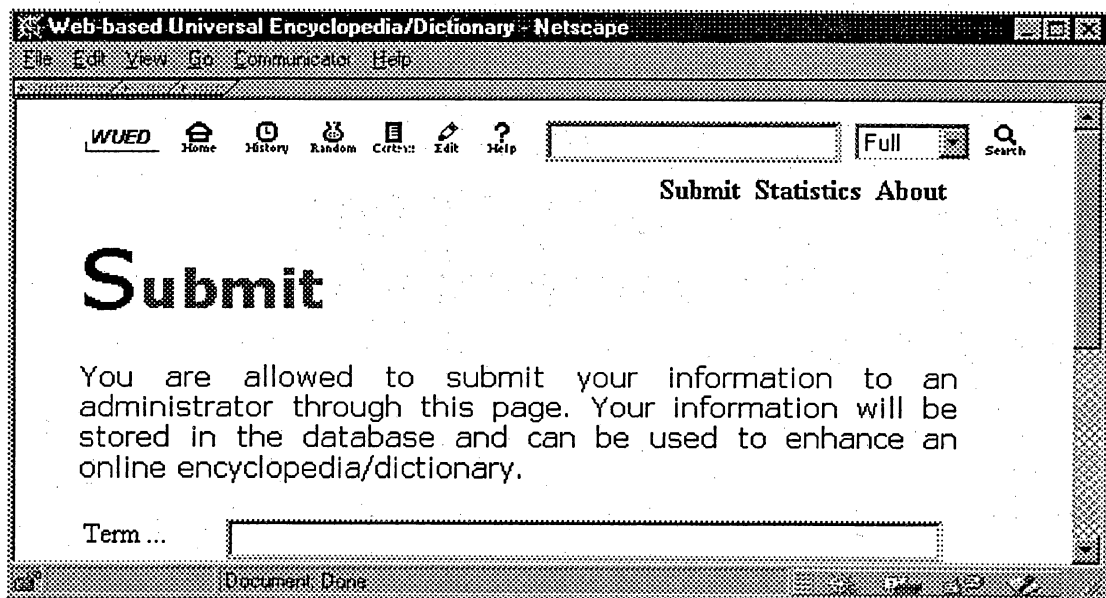 Web-based Universal Encyclopedia/Dictionary - Netscape
File Edit View Go Communicator Help
WUED Home History Random Edit Help Full Search
Submit Statistics About
Submit
You are allowed to submit your information to an
administrator through this page. Your information will be
stored in the database and can be used to enhance an
online encyclopedia/dictionary.
Term ...
Document: Done